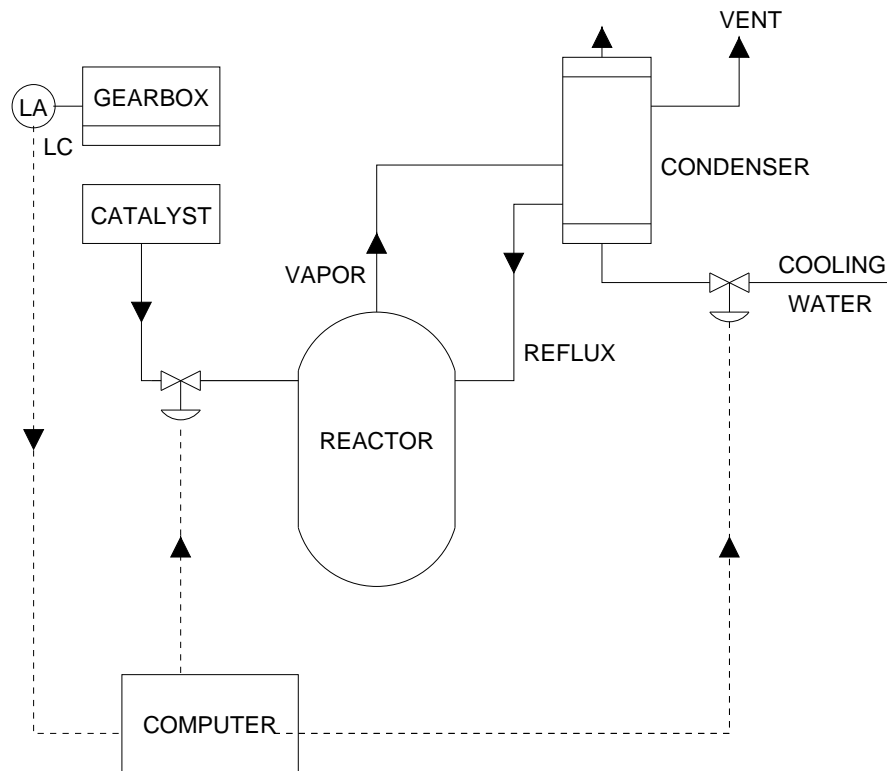 VENT
GEARBOX
LA
LC
CONDENSER
CATALYST
COOLING
WATER
VAPOR
REFLUX
REACTOR
COMPUTER